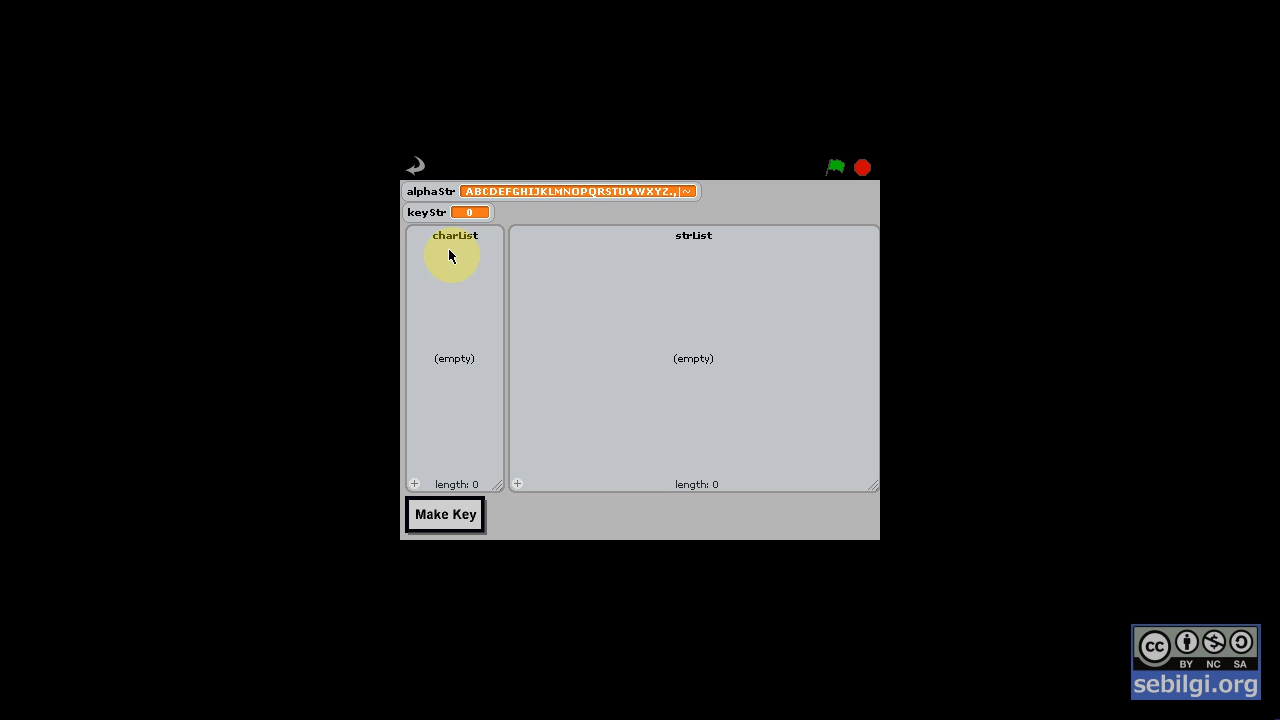 alphaStr ABCDEFGHIJKLMNOPQRSTUVWXYZ.,|~
keyStr 0
charList strList
(empty) (empty)
+ length: 0 + length: 0
Make Key
cc BY NC SA
sebilgi.org